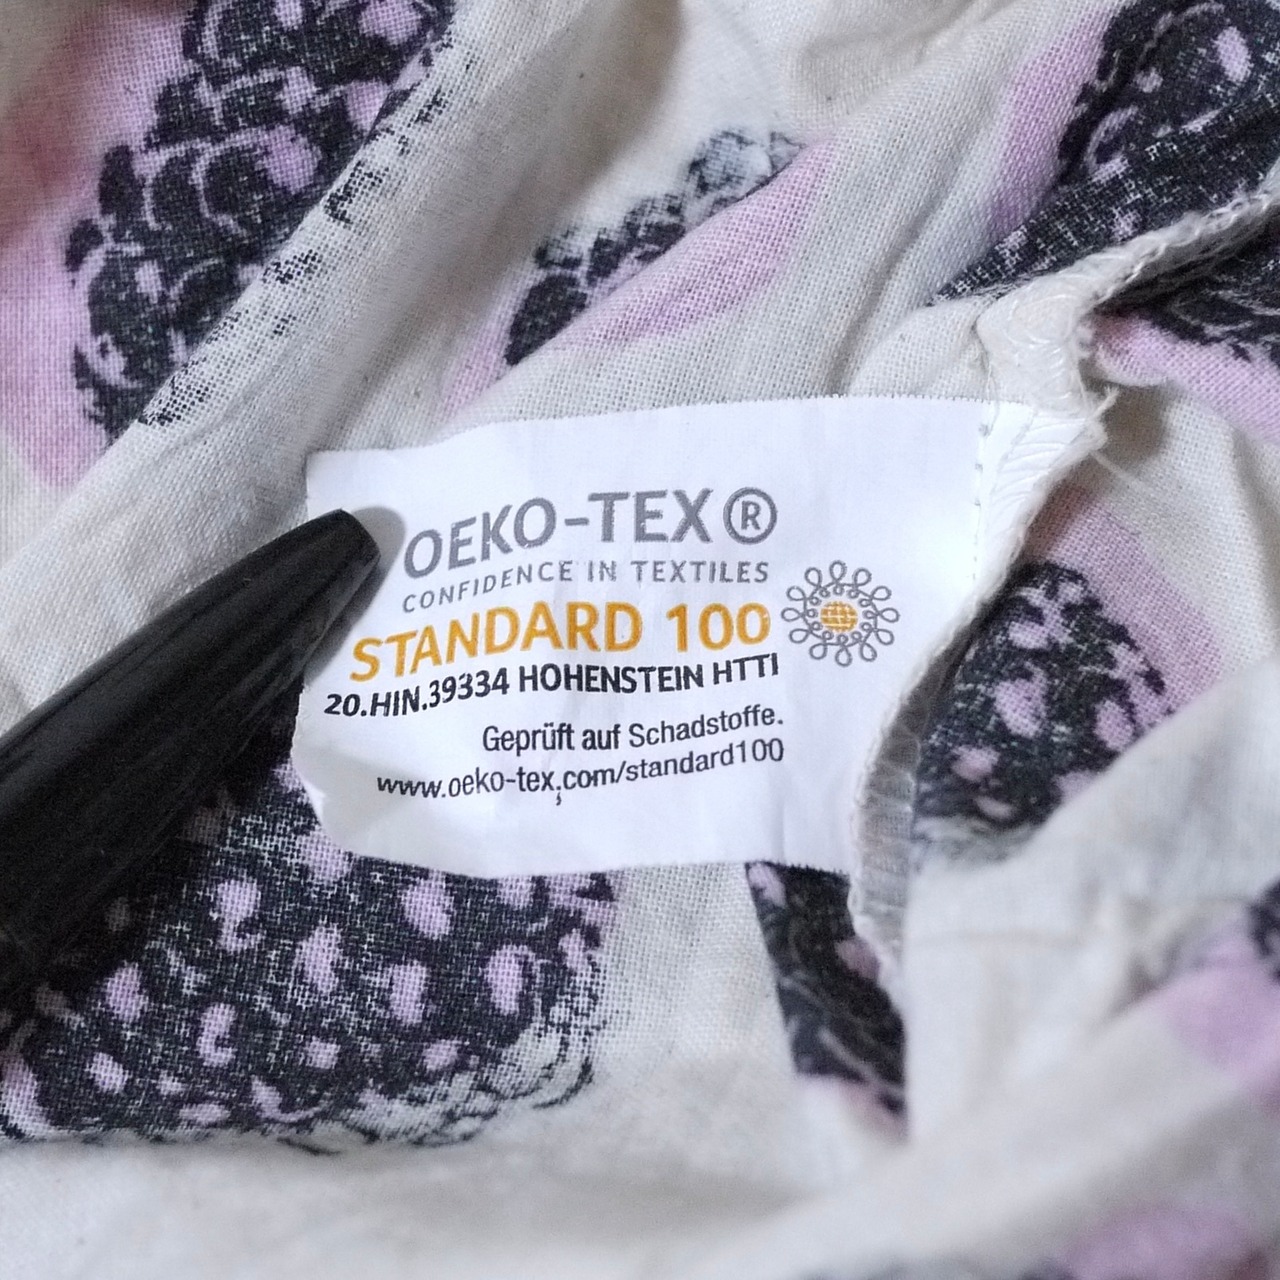 OEKO-TEX®
CONFIDENCE IN TEXTILES
STANDARD 100
20.HIN.39334 HOHENSTEIN HTTI
Geprüft auf Schadstoffe.
www.oeko-tex.com/standard100